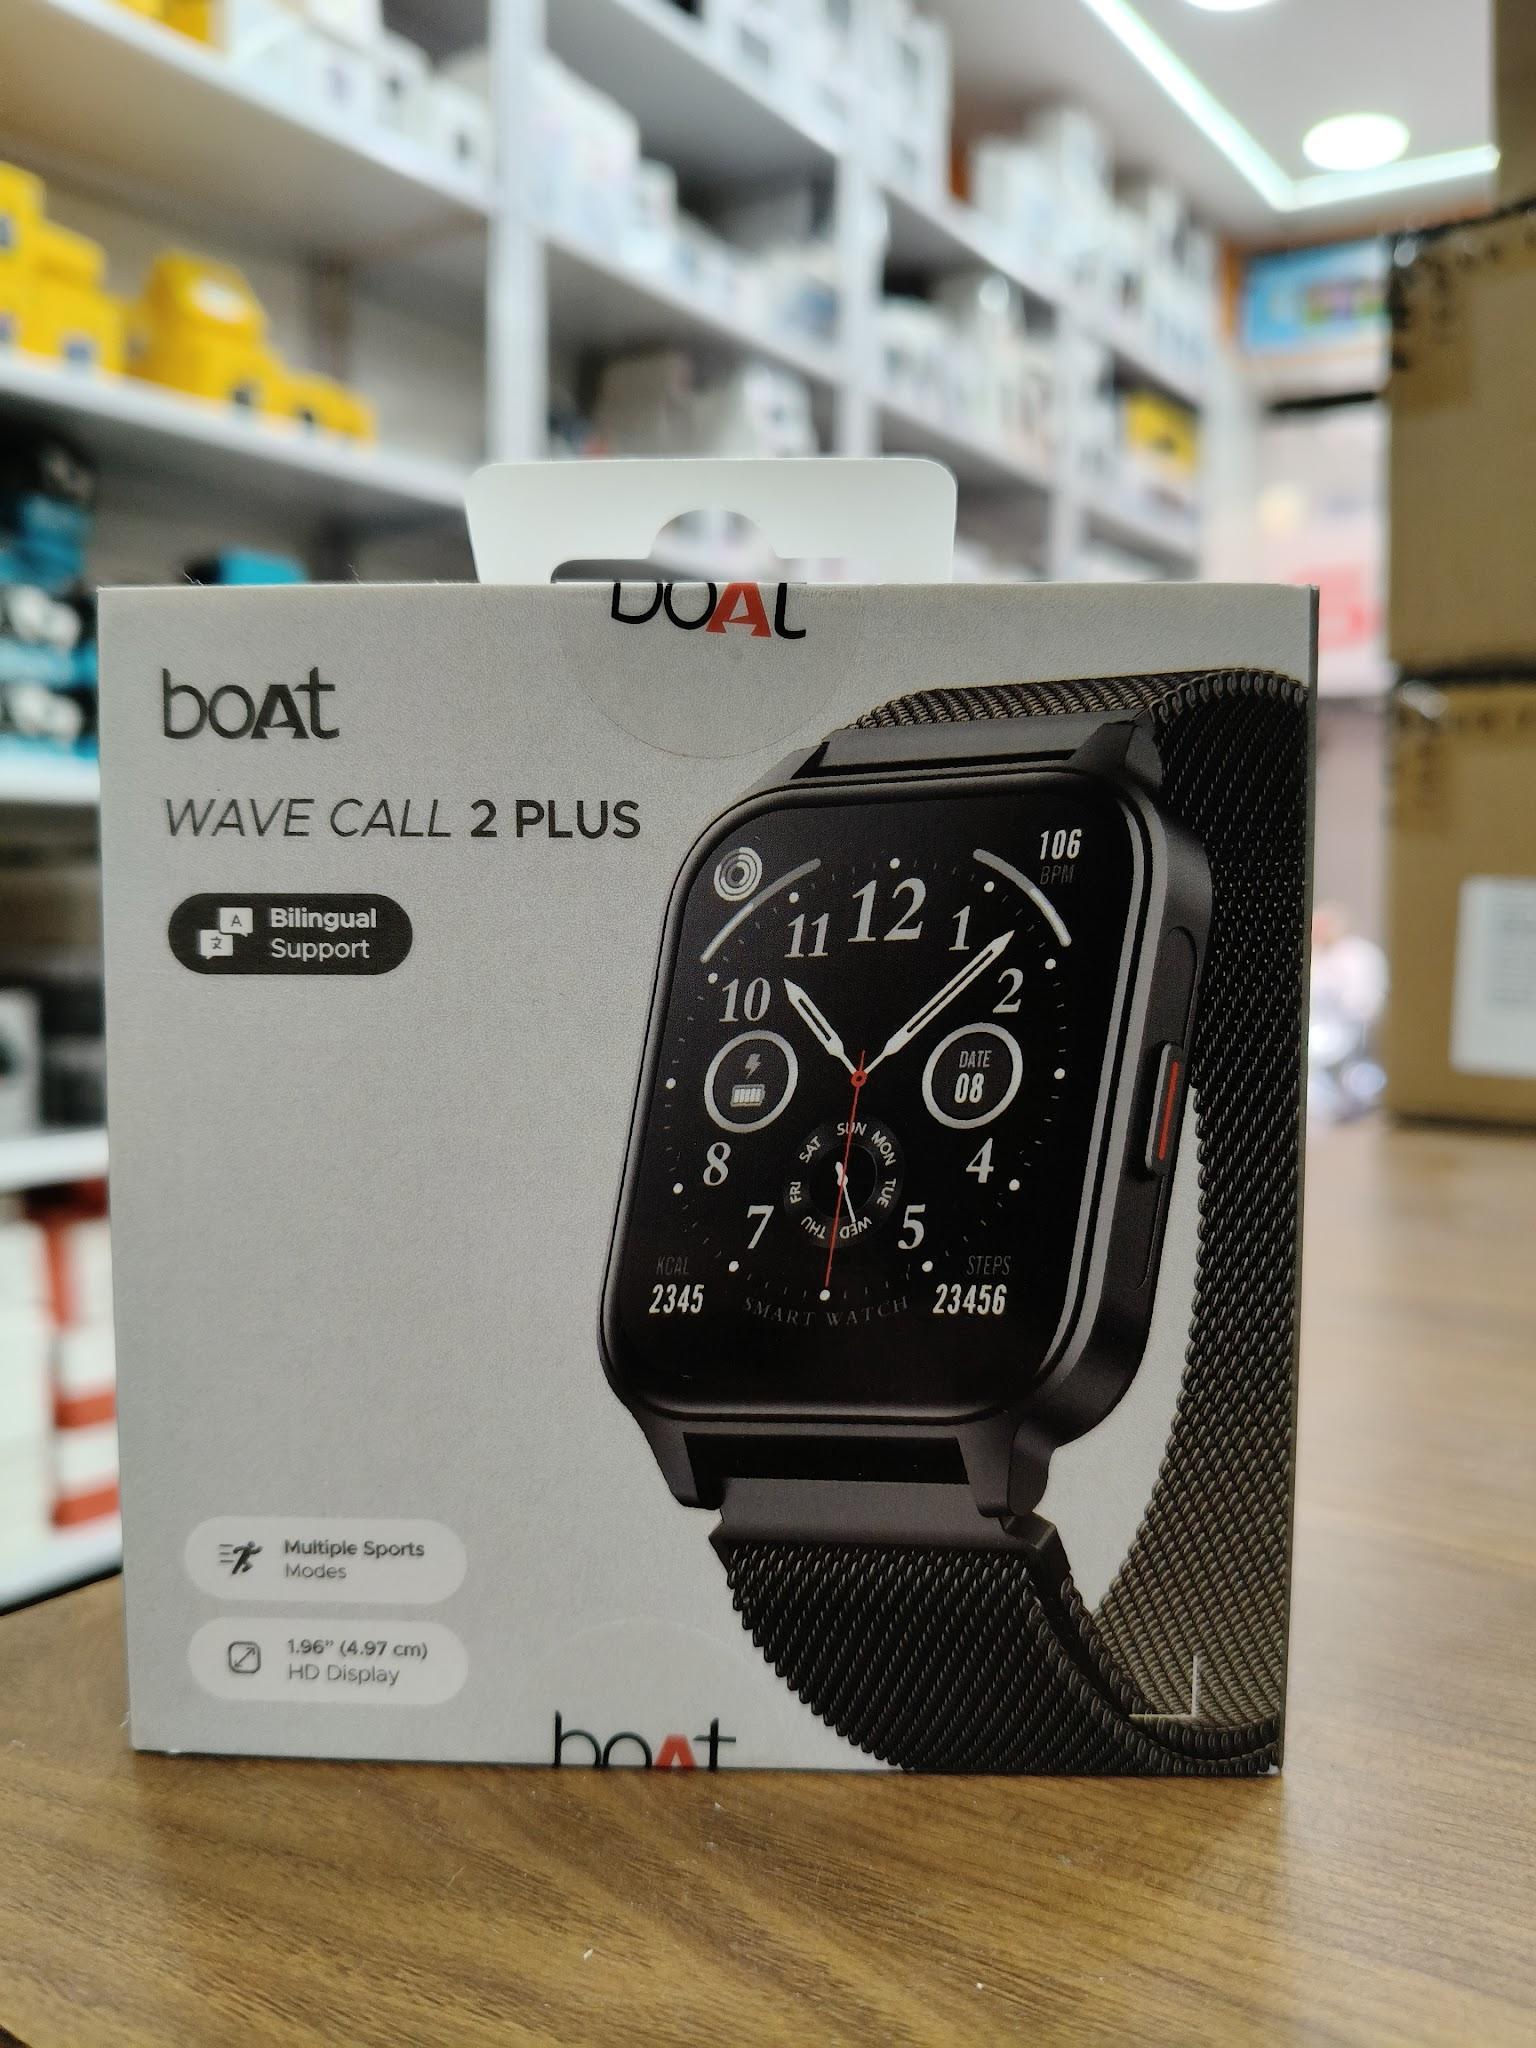 boAt
boAt
WAVE CALL 2 PLUS
A
文
Bilingual
Support
106
BPM
12
11
1
10
2
DATE
08
SUN MON TUE WED THU FRI SAT
8
4
7
5
KCAL
2345
STEPS
23456
SMART WATCH
Multiple Sports
Modes
1.96" (4.97 cm)
HD Display
boAt